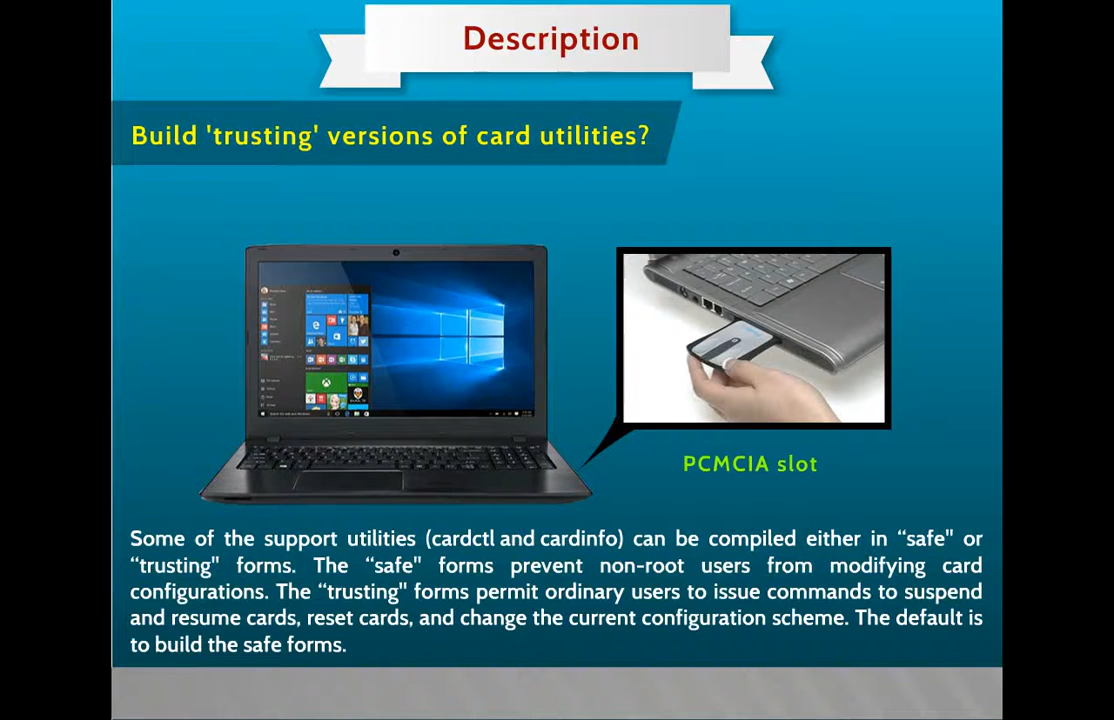 Description
Build 'trusting' versions of card utilities?
PCMCIA slot
Some of the support utilities (cardctl and cardinfo) can be compiled either in “safe" or
“trusting" forms. The “safe" forms prevent non-root users from modifying card
configurations. The “trusting" forms permit ordinary users to issue commands to suspend
and resume cards, reset cards, and change the current configuration scheme. The default is
to build the safe forms.